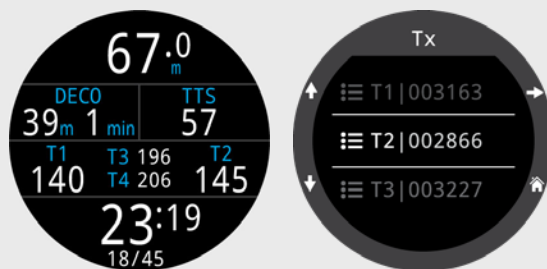 67.0
m
DECO TTS
39m 1 min 57
T1 T3 196 T2
140 T4 206 145
23:19
18/45
Tx
T1|003163
T2|002866
T3|003227